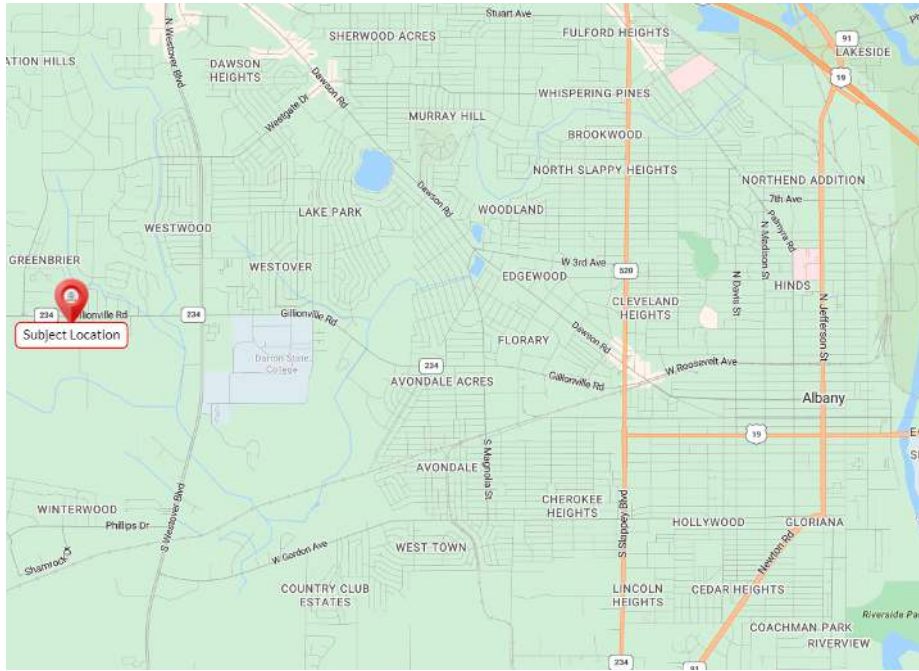 Stuart Ave
N Westover Blvd
SHERWOOD ACRES
FULFORD HEIGHTS
91
LAKESIDE
ATION HILLS
DAWSON
HEIGHTS
Dawson Rd
19
Westgate Dr
WHISPERING PINES
MURRAY HILL
BROOKWOOD
NORTH SLAPPY HEIGHTS
NORTHEND ADDITION
7th Ave
Dawson Rd
LAKE PARK
WOODLAND
Palmyra Rd
N Madison St
WESTWOOD
GREENBRIER
WESTOVER
W 3rd Ave
EDGEWOOD
520
N Davis St
HINDS
CLEVELAND
HEIGHTS
N Jefferson St
234
illionville Rd
234
Gillionville Rd
Subject Location
Darton State
College
FLORARY
Dawson Rd
234
AVONDALE ACRES
Gillionville Rd
W Roosevelt Ave
Albany
19
S Magnolia St
AVONDALE
S Westover Blvd
CHEROKEE
HEIGHTS
S Slappey Blvd
WINTERWOOD
Phillips Dr
HOLLYWOOD
GLORIANA
Shamrock
W Gordon Ave
WEST TOWN
Newton Rd
COUNTRY CLUB
ESTATES
LINCOLN
HEIGHTS
CEDAR HEIGHTS
Riverside Pa
COACHMAN PARK
RIVERVIEW
234
91